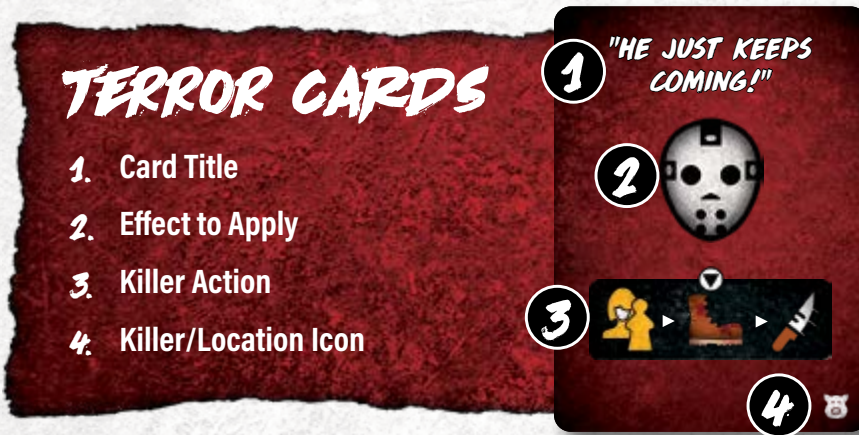 TERROR CARDS
1. Card Title
2. Effect to Apply
3. Killer Action
4. Killer/Location Icon
1
"HE JUST KEEPS
COMING!"
2
3
4